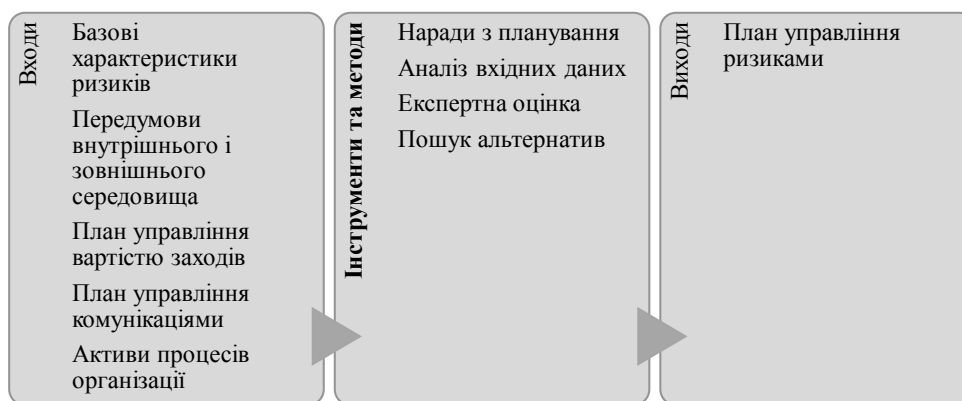 Входи
Базові
характеристики
ризиків
Передумови
внутрішнього і
зовнішнього
середовища
План управління
вартістю заходів
План управління
комунікаціями
Активи процесів
організації
Інструменти та методи
Наради з планування
Аналіз вхідних даних
Експертна оцінка
Пошук альтернатив
Виходи
План управління
ризиками